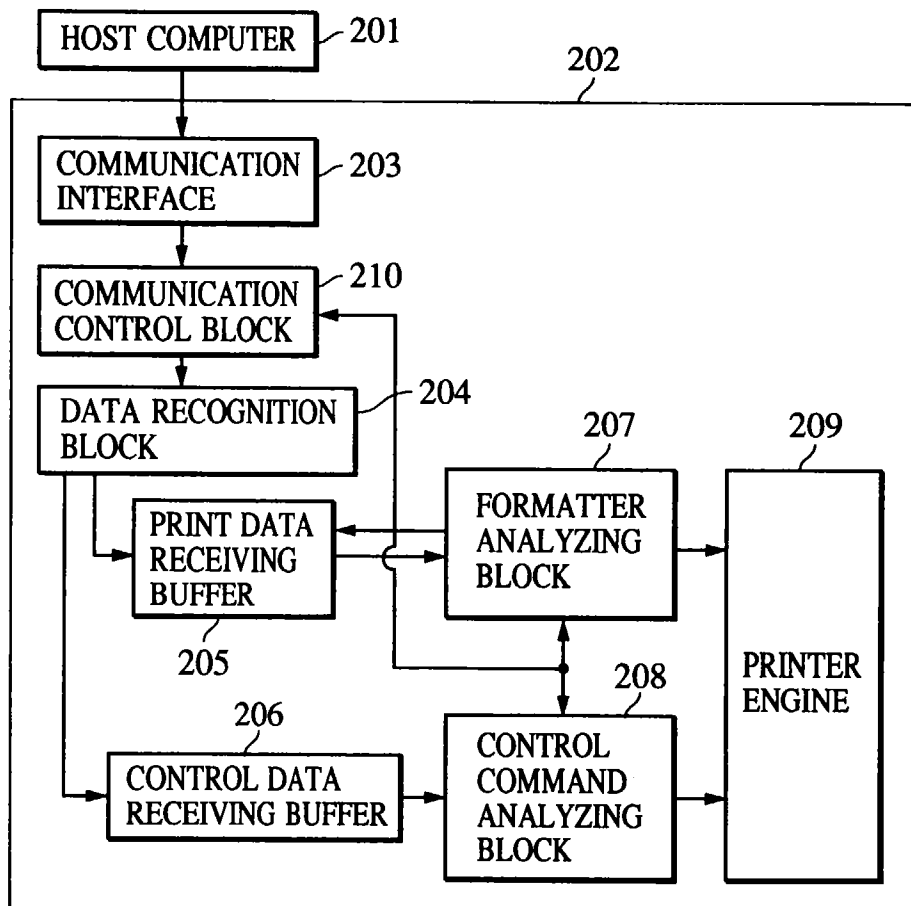 HOST COMPUTER
201
202
COMMUNICATION
INTERFACE
203
210
COMMUNICATION
CONTROL BLOCK
204
DATA RECOGNITION
BLOCK
207
209
PRINT DATA
RECEIVING
BUFFER
205
FORMATTER
ANALYZING
BLOCK
PRINTER
ENGINE
206
CONTROL DATA
RECEIVING BUFFER
208
CONTROL
COMMAND
ANALYZING
BLOCK